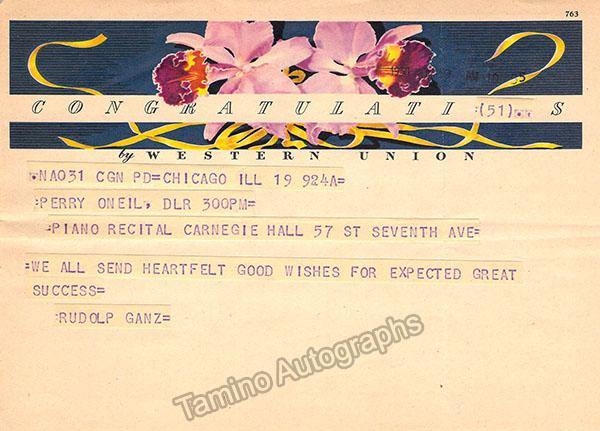 763
CONGRATULATI S
:(51)
by WESTERN UNION
.NA031 CGN PD=CHICAGO ILL 19 924A=
:PERRY ONEIL, DLR 300PM=
:PIANO RECITAL CARNEGIE HALL 57 ST SEVENTH AVE=
:WE ALL SEND HEARTFELT GOOD WISHES FOR EXPECTED GREAT
SUCCESS=
:RUDOLP GANZ=
Tamino Autographs